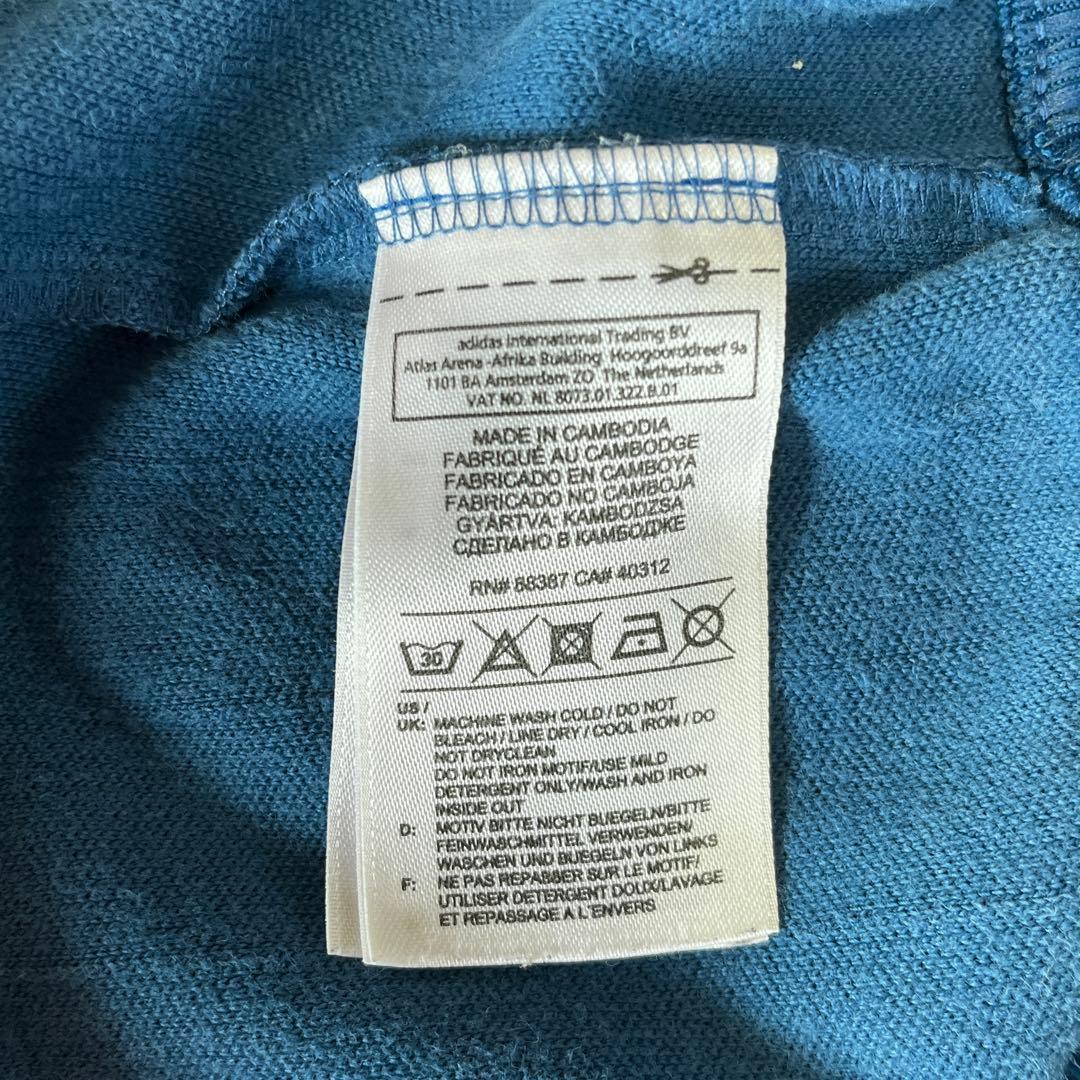 adidas International Trading BV
Atlas Arena -Afrika Building Hoogoorddreef 9a
1101 BA Amsterdam ZO The Netherlands
VAT NO. NL 8073.01.322.B.01
MADE IN CAMBODIA
FABRIQUÉ AU CAMBODGE
FABRICADO EN CAMBOYA
FABRICADO NO CAMBOJA
GYÁRTVA: KAMBODZSA
СДЕЛАНО В КАМБОДЖЕ
RN# 88387 CA# 40312
30
US /
UK: MACHINE WASH COLD / DO NOT
BLEACH / LINE DRY / COOL IRON / DO
NOT DRYCLEAN
DO NOT IRON MOTIF/USE MILD
DETERGENT ONLY/WASH AND IRON
INSIDE OUT
D: MOTIV BITTE NICHT BUEGELN/BITTE
FEINWASCHMITTEL VERWENDEN/
WASCHEN UND BUEGELN VON LINKS
F: NE PAS REPASSER SUR LE MOTIF/
UTILISER DETERGENT DOUX/LAVAGE
ET REPASSAGE A L'ENVERS